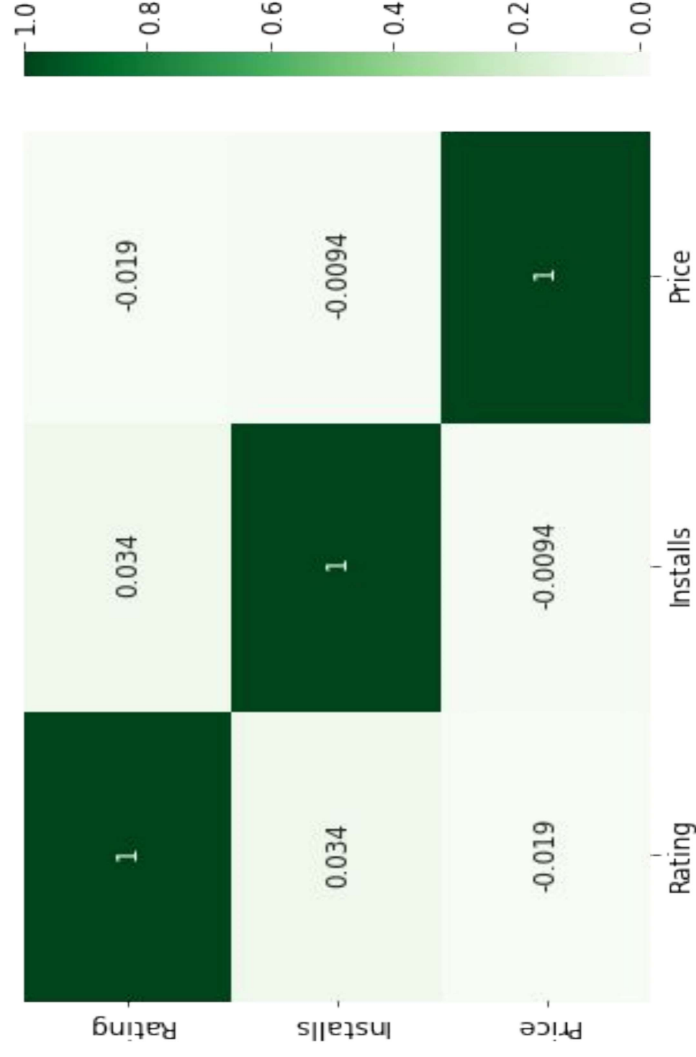 Rating 1 0.034 -0.019
Installs 0.034 1 -0.0094
Price -0.019 -0.0094 1
Rating Installs Price
1.0
0.8
0.6
0.4
0.2
0.0